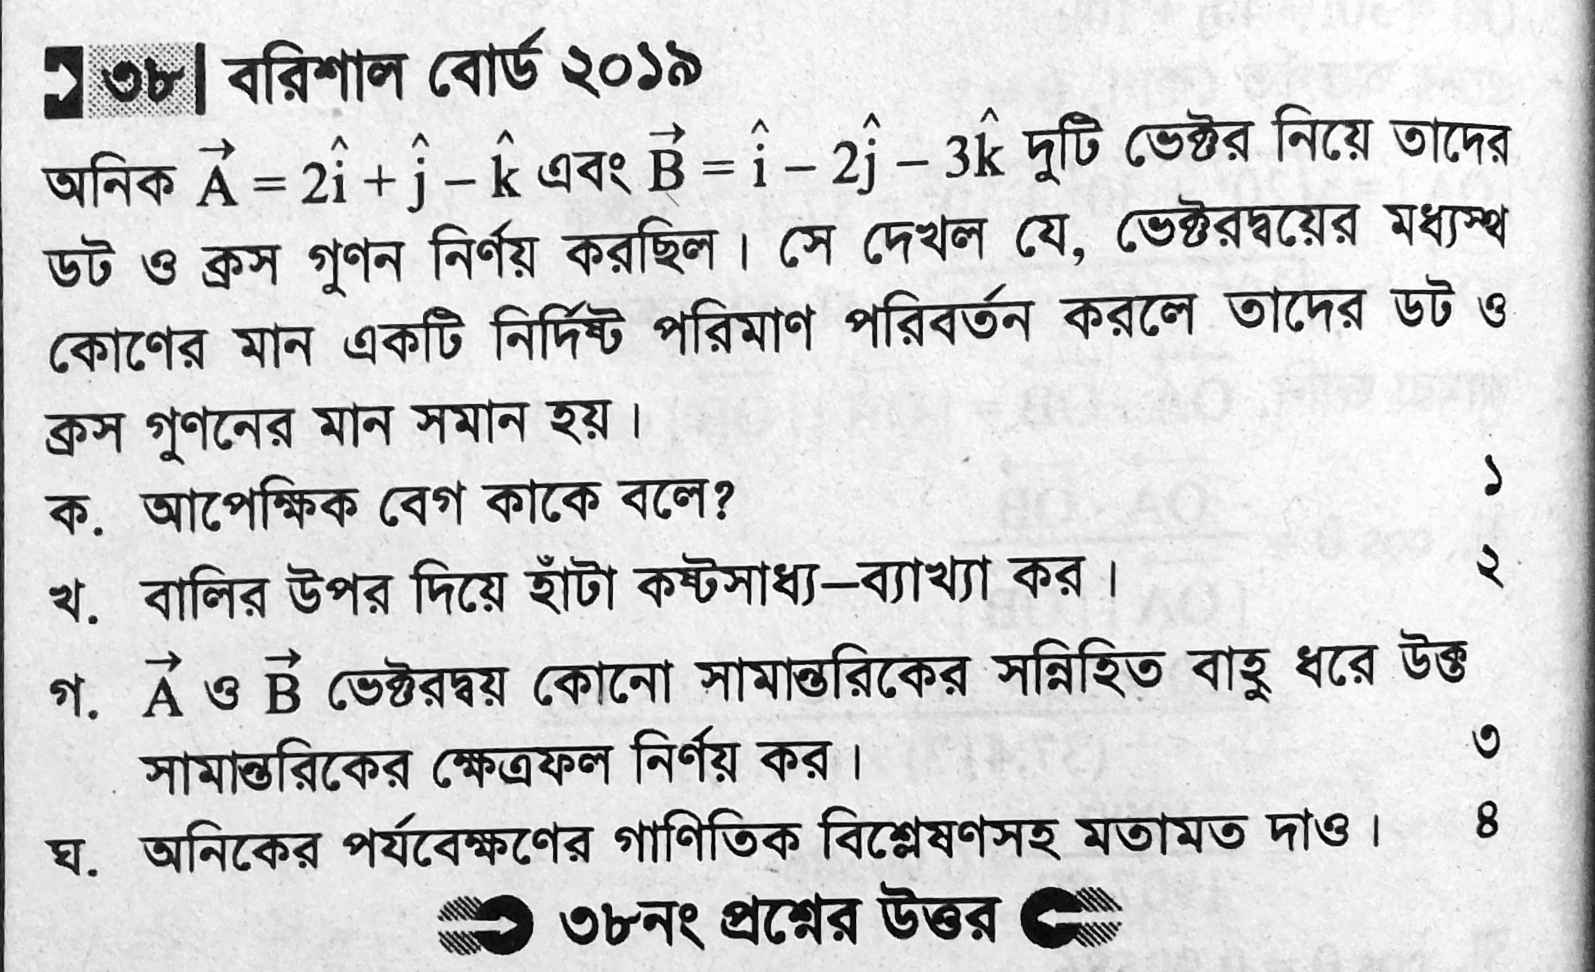 ৩৮ | বরিশাল বোর্ড ২০১৯
অনিক $\vec{A} = 2\hat{i} + \hat{j} - \hat{k}$ এবং $\vec{B} = \hat{i} - 2\hat{j} - 3\hat{k}$ দুটি ভেক্টর নিয়ে তাদের
ডট ও ক্রস গুণন নির্ণয় করছিল। সে দেখল যে, ভেক্টরদ্বয়ের মধ্যস্থ
কোণের মান একটি নির্দিষ্ট পরিমাণ পরিবর্তন করলে তাদের ডট ও
ক্রস গুণনের মান সমান হয়।
ক. আপেক্ষিক বেগ কাকে বলে? ১
খ. বালির উপর দিয়ে হাঁটা কষ্টসাধ্য–ব্যাখ্যা কর। ২
গ. $\vec{A}$ ও $\vec{B}$ ভেক্টরদ্বয় কোনো সামান্তরিকের সন্নিহিত বাহু ধরে উক্ত
সামান্তরিকের ক্ষেত্রফল নির্ণয় কর। ৩
ঘ. অনিকের পর্যবেক্ষণের গাণিতিক বিশ্লেষণসহ মতামত দাও। ৪
৩৮নং প্রশ্নের উত্তর